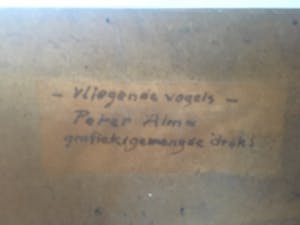 - Vliegende vogels -
Peter Alma
grafiek, gemengde druk